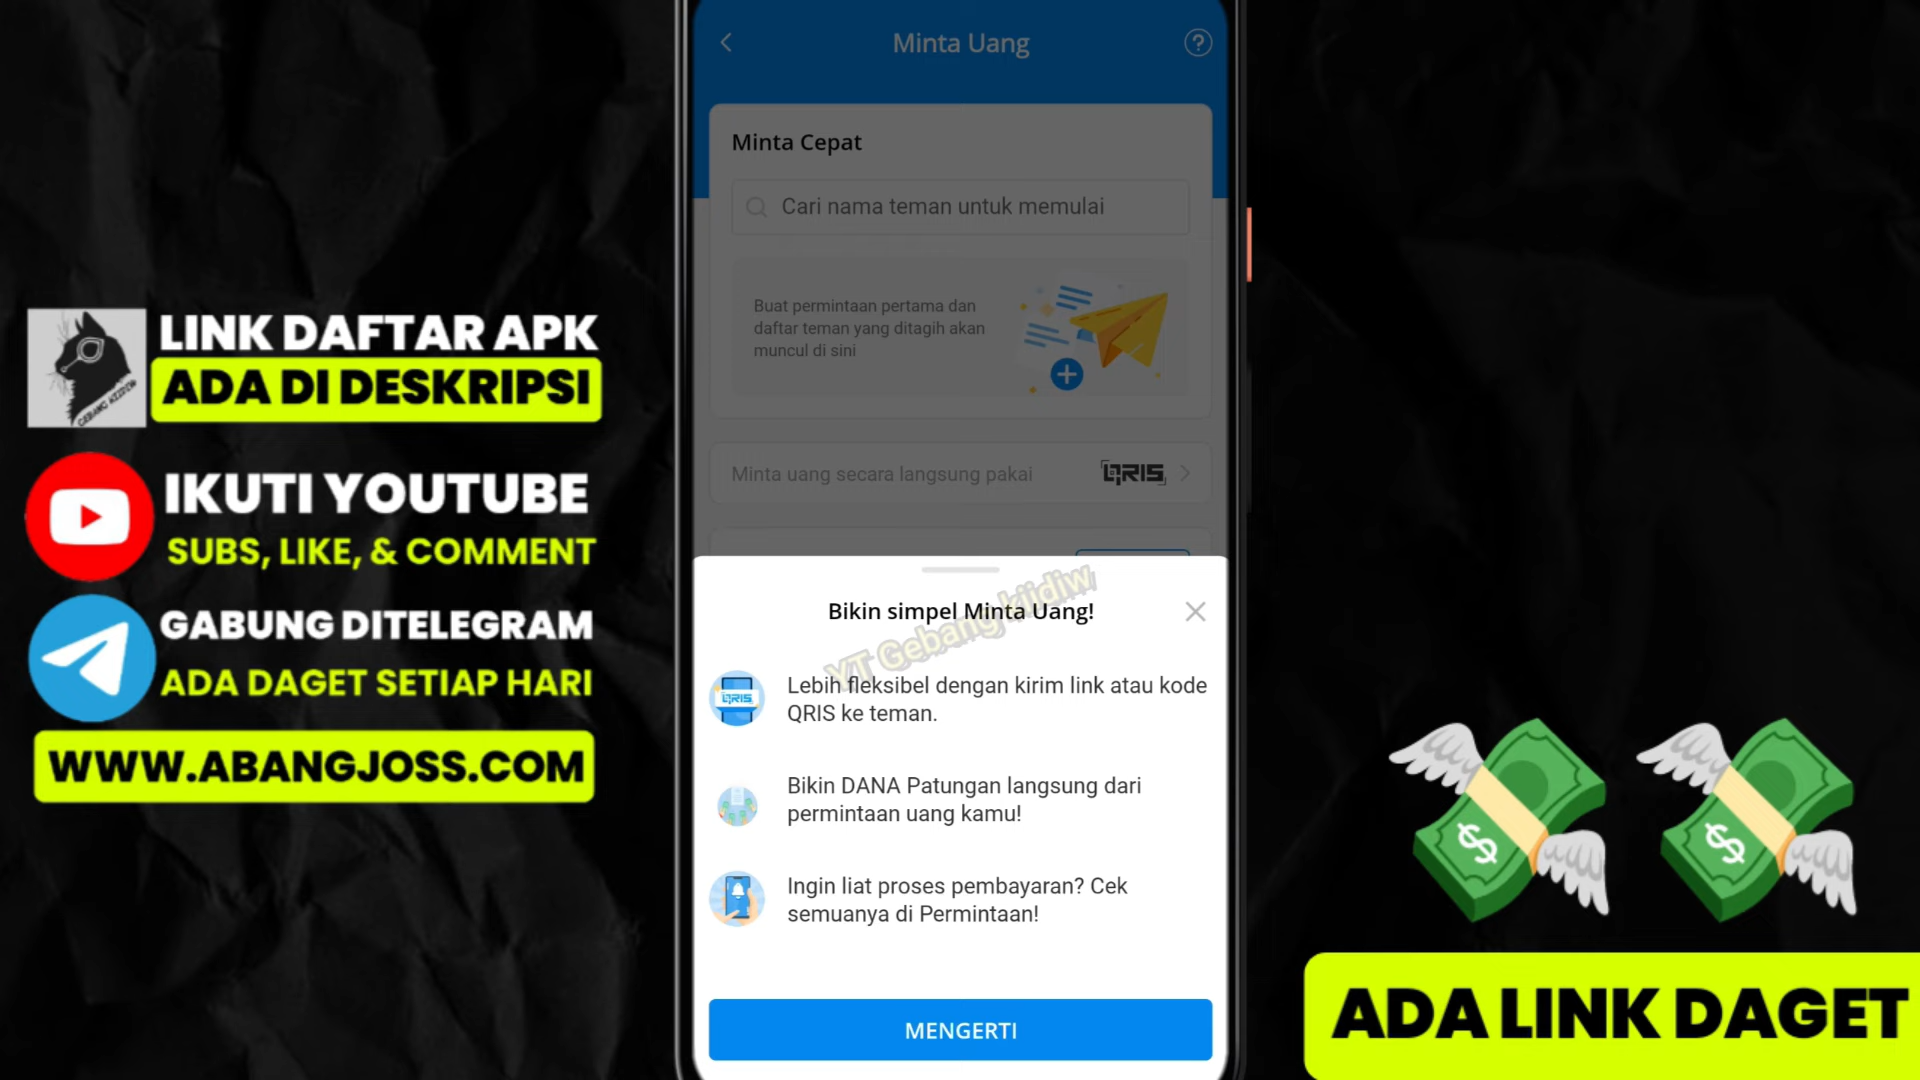 LINK DAFTAR APK
ADA DI DESKRIPSI
GEBANG KIIDIW
IKUTI YOUTUBE
SUBS, LIKE, & COMMENT
GABUNG DITELEGRAM
ADA DAGET SETIAP HARI
WWW.ABANGJOSS.COM
Minta Uang
?
Minta Cepat
Cari nama teman untuk memulai
Buat permintaan pertama dan
daftar teman yang ditagih akan
muncul di sini
Minta uang secara langsung pakai QRIS
Bikin simpel Minta Uang!
YT Gebang kiidiw
QRIS
Lebih fleksibel dengan kirim link atau kode
QRIS ke teman.
Bikin DANA Patungan langsung dari
permintaan uang kamu!
Ingin liat proses pembayaran? Cek
semuanya di Permintaan!
MENGERTI
$ $
ADA LINK DAGET